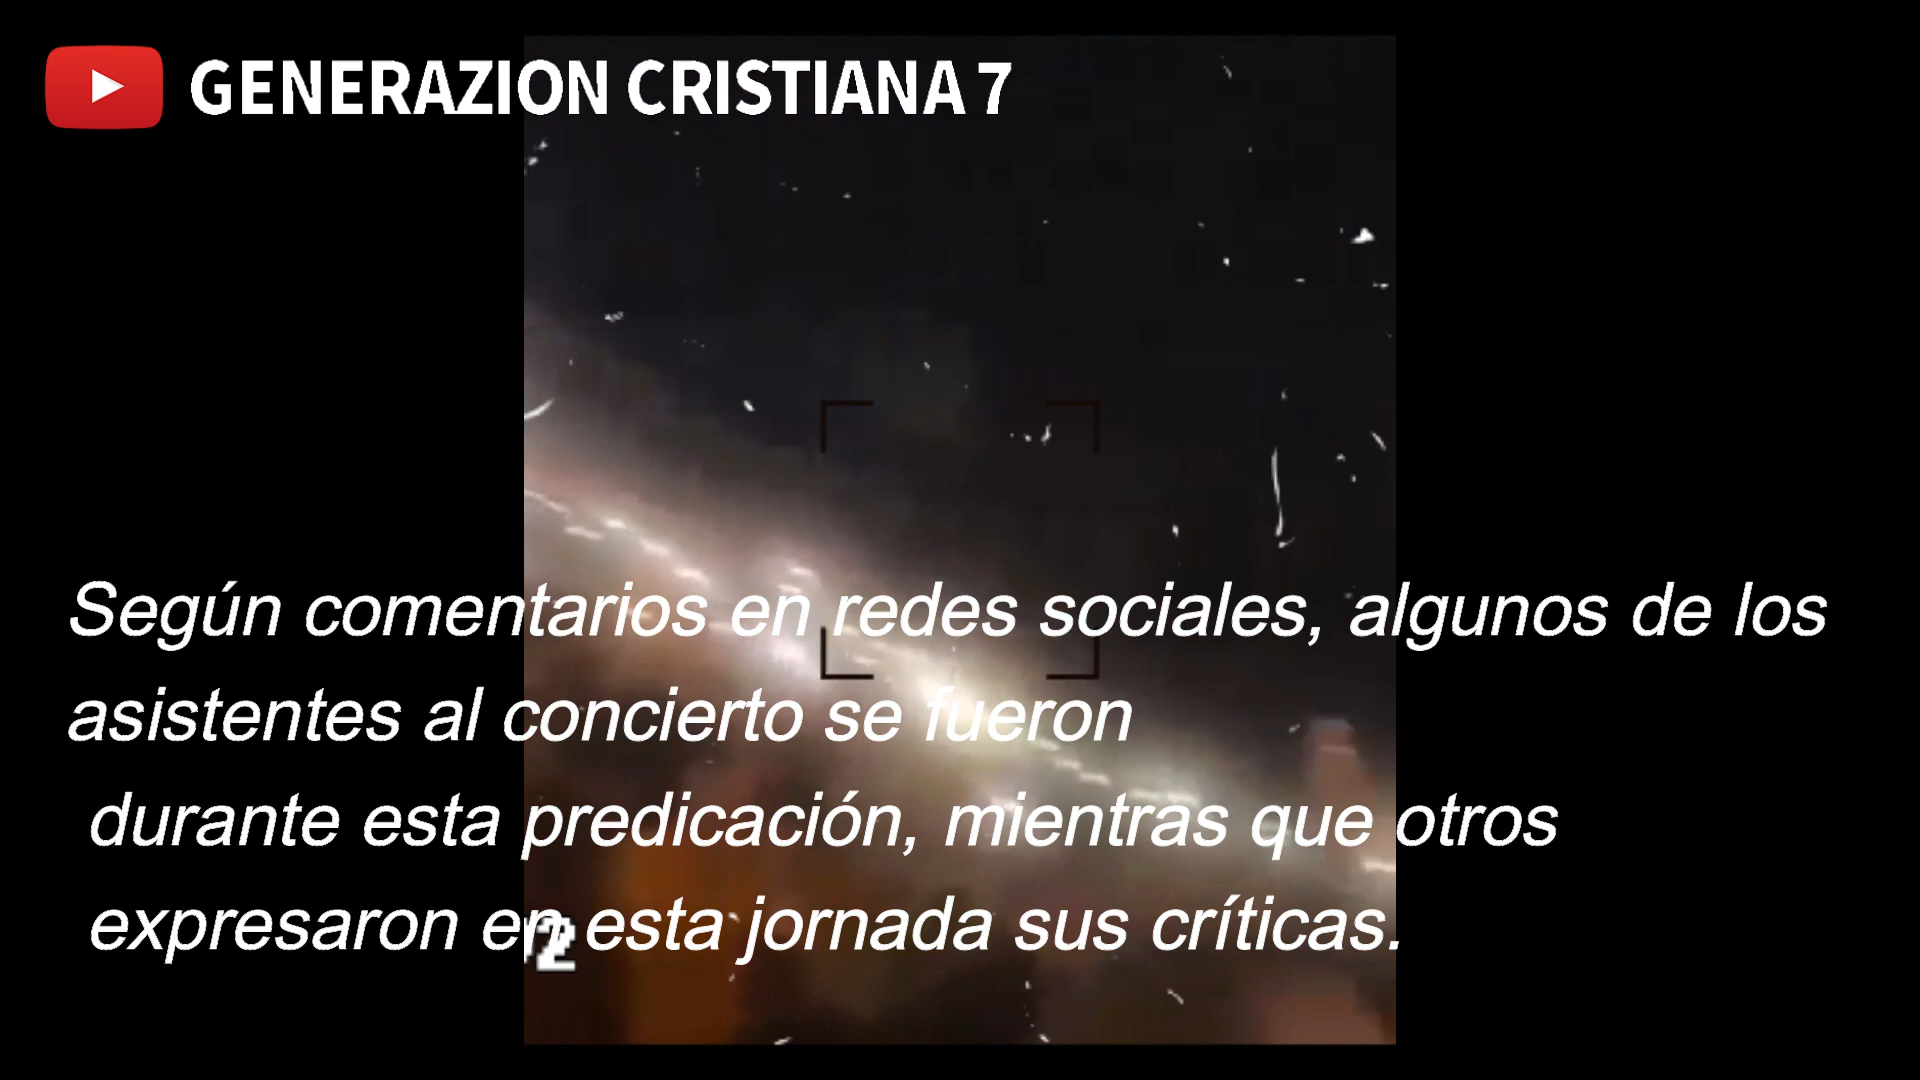 GENERAZION CRISTIANA 7
Según comentarios en redes sociales, algunos de los
asistentes al concierto se fueron
durante esta predicación, mientras que otros
expresaron en esta jornada sus críticas.
2